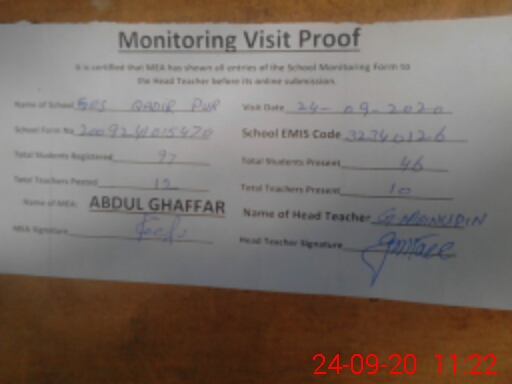 Monitoring Visit Proof
It is certified that MEA has shown all entries of the School Monitoring Form to
the Head Teacher before its online submission.
Name of School GES QADIR PUR Visit Date 24-09-2020
School Form No 2009241015470 School EMIS Code 32340126
Total Students Registered 97 Total Students Present 46
Total Teachers Posted 12 Total Teachers Present 10
Name of MEA: ABDUL GHAFFAR Name of Head Teacher
MEA Signature Head Teacher Signature
24-09-20 11:22